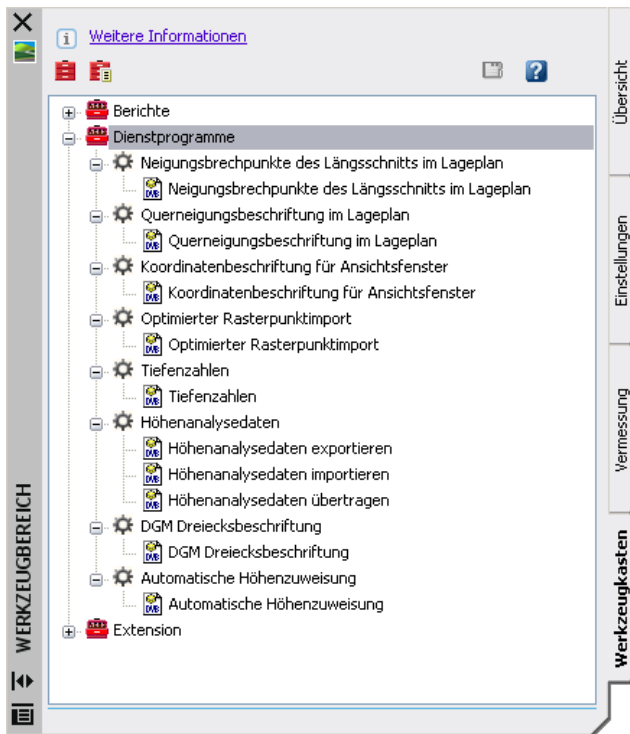 Weitere Informationen
Berichte
Dienstprogramme
Neigungsbrechpunkte des Längsschnitts im Lageplan
Neigungsbrechpunkte des Längsschnitts im Lageplan
Querneigungsbeschriftung im Lageplan
Querneigungsbeschriftung im Lageplan
Koordinatenbeschriftung für Ansichtsfenster
Koordinatenbeschriftung für Ansichtsfenster
Optimierter Rasterpunktimport
Optimierter Rasterpunktimport
Tiefenzahlen
Tiefenzahlen
Höhenanalysedaten
Höhenanalysedaten exportieren
Höhenanalysedaten importieren
Höhenanalysedaten übertragen
DGM Dreiecksbeschriftung
DGM Dreiecksbeschriftung
Automatische Höhenzuweisung
Automatische Höhenzuweisung
Extension
WERKZEUGBEREICH
Übersicht
Einstellungen
Vermessung
Werkzeugkasten